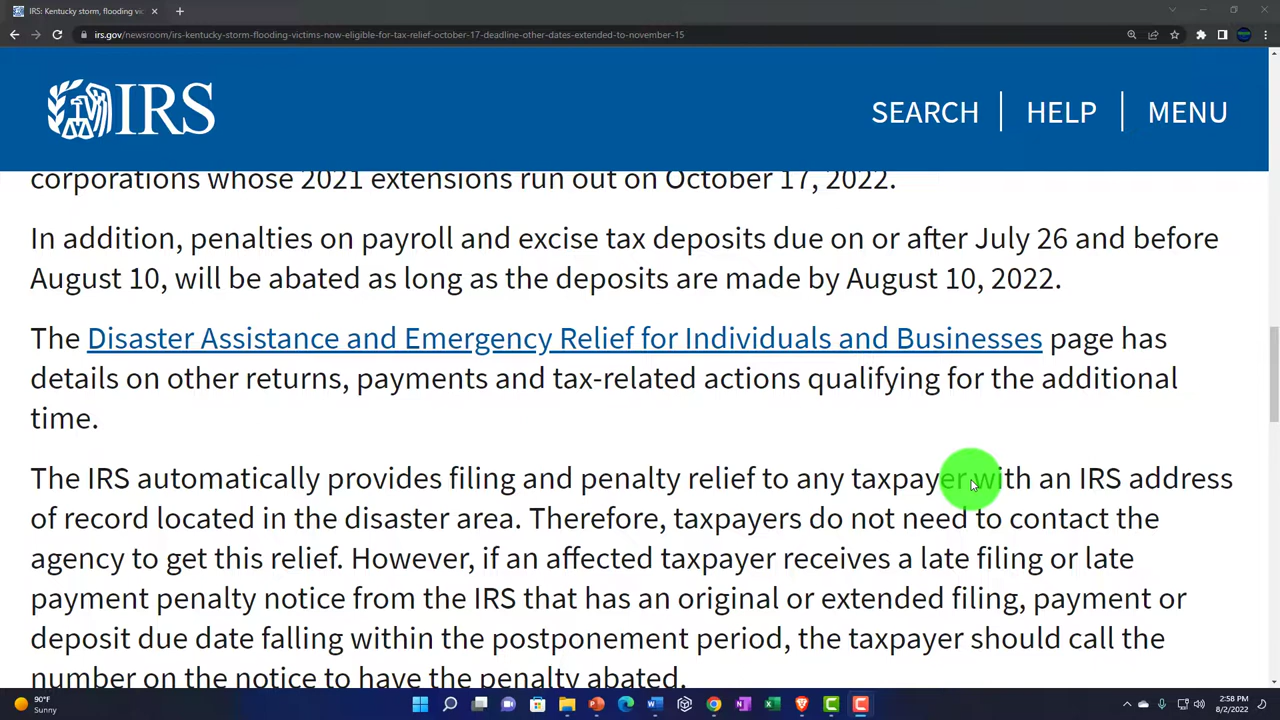 IRS: Kentucky storm, flooding vic
irs.gov/newsroom/irs-kentucky-storm-flooding-victims-now-eligible-for-tax-relief-october-17-deadline-other-dates-extended-to-november-15
IRS
SEARCH
HELP
MENU
corporations whose 2021 extensions run out on October 17, 2022.
In addition, penalties on payroll and excise tax deposits due on or after July 26 and before
August 10, will be abated as long as the deposits are made by August 10, 2022.
The Disaster Assistance and Emergency Relief for Individuals and Businesses page has
details on other returns, payments and tax-related actions qualifying for the additional
time.
The IRS automatically provides filing and penalty relief to any taxpayer with an IRS address
of record located in the disaster area. Therefore, taxpayers do not need to contact the
agency to get this relief. However, if an affected taxpayer receives a late filing or late
payment penalty notice from the IRS that has an original or extended filing, payment or
deposit due date falling within the postponement period, the taxpayer should call the
number on the notice to have the penalty abated.
90°F
Sunny
2:58 PM
8/2/2022